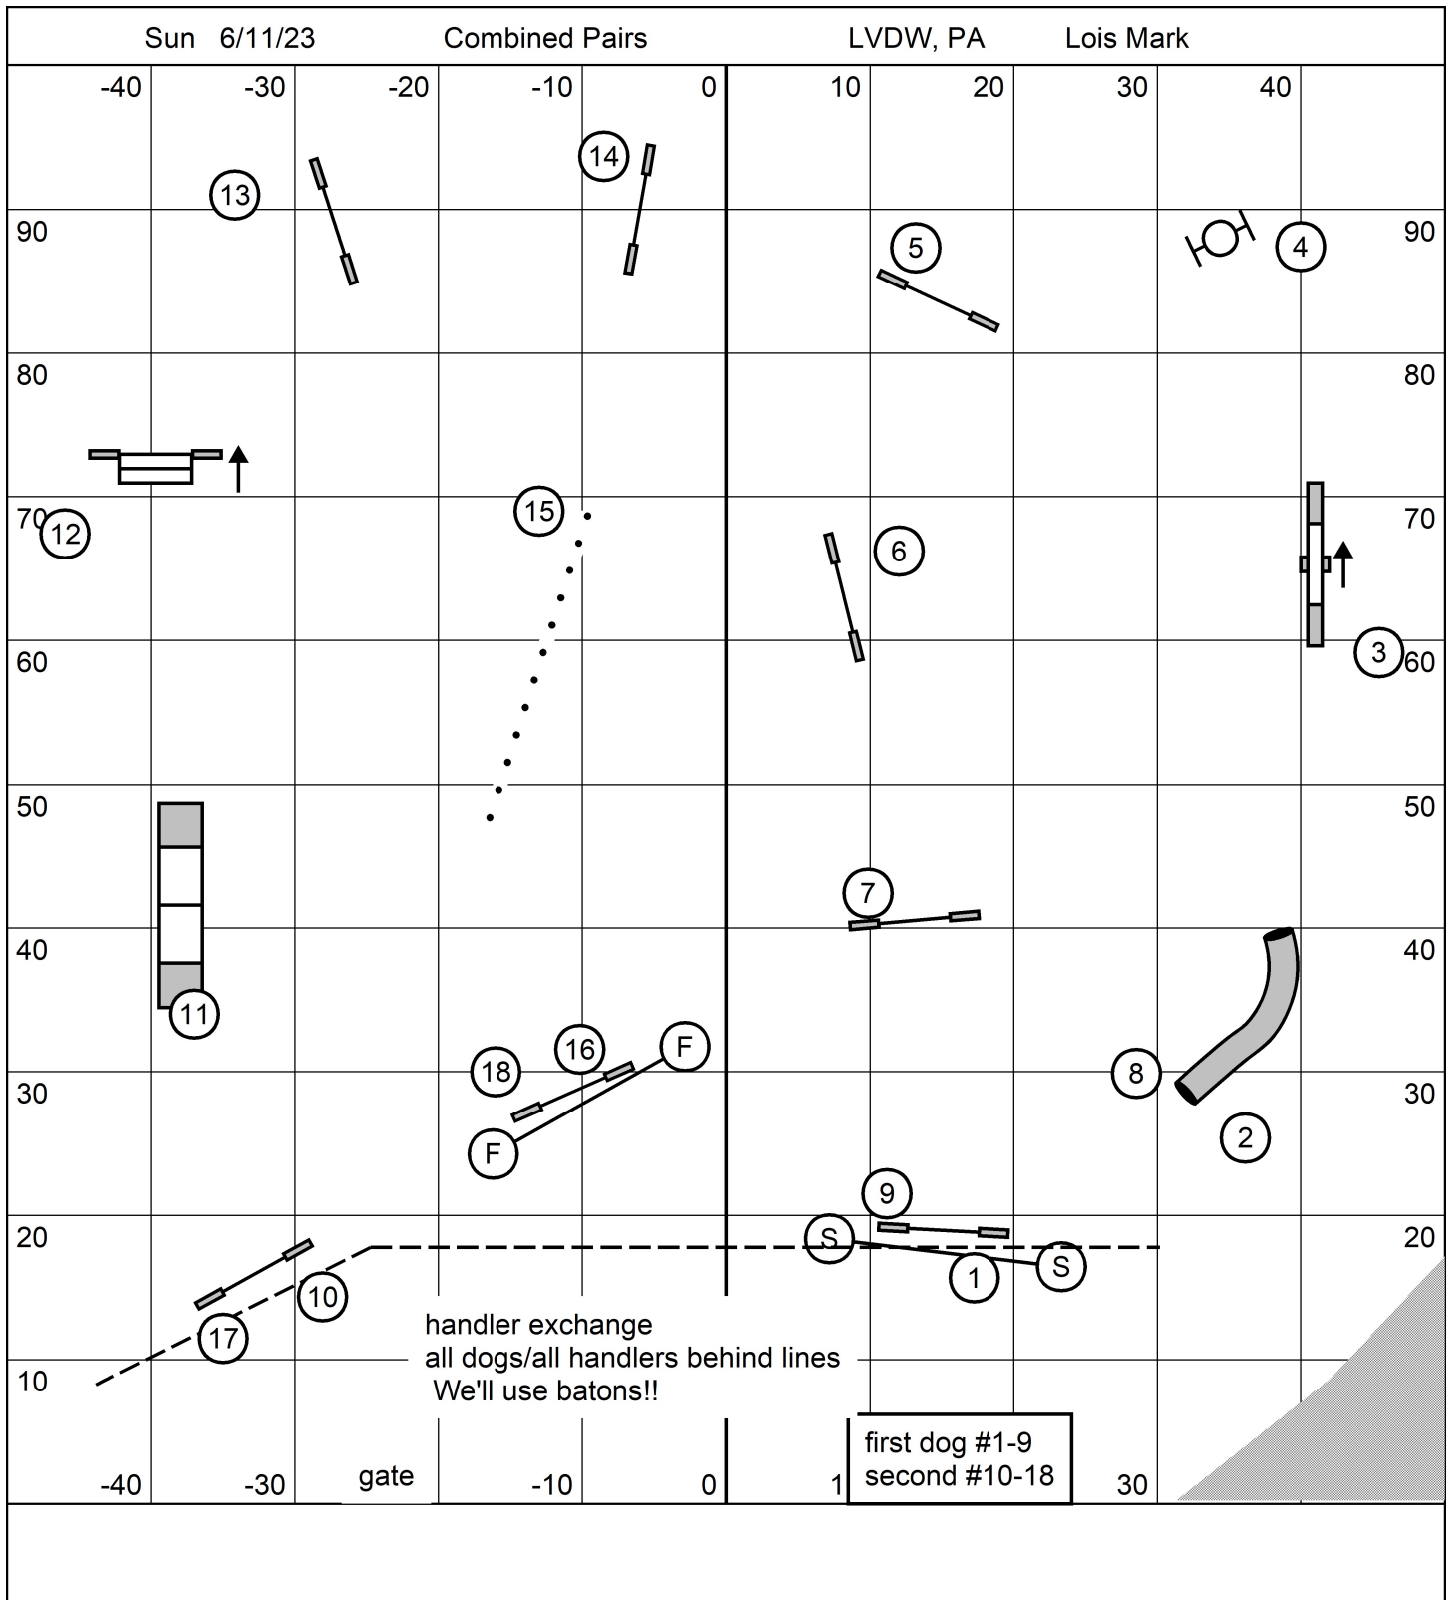 Sun 6/11/23 Combined Pairs LVDW, PA Lois Mark
-40 -30 -20 -10 0 10 20 30 40
14
13
90 5 4 90
80 80
70 15 70
12 6
60 3 60
50 50
7
40 40
11
16 F
18 8
30 30
F 2
9
20 S 20
1 S
10
17
handler exchange
all dogs/all handlers behind lines
10
We'll use batons!!
first dog #1-9
second #10-18
-40 -30 gate -10 0 1 30